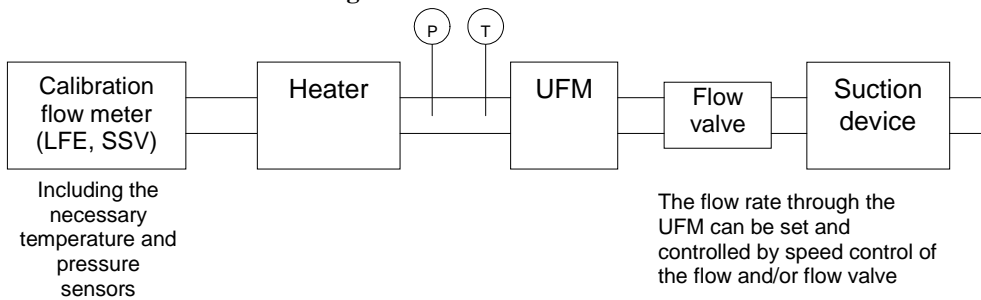 P
T
Calibration
flow meter
(LFE, SSV)
Heater
UFM
Flow
valve
Suction
device
Including the
necessary
temperature and
pressure
sensors
The flow rate through the
UFM can be set and
controlled by speed control of
the flow and/or flow valve